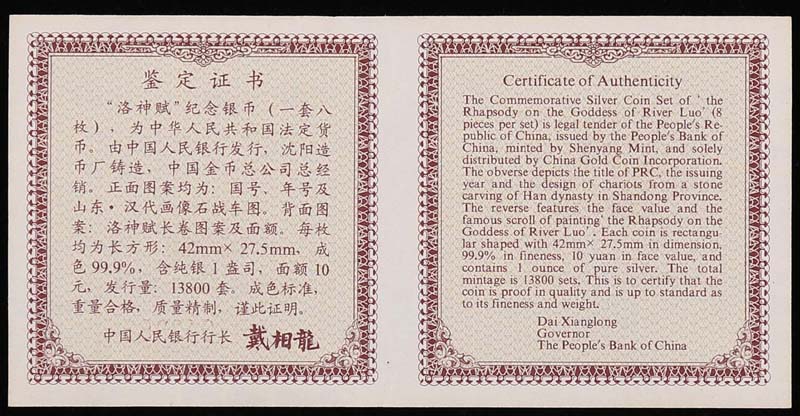 鉴定证书
“洛神赋”纪念银币(一套八
枚),为中华人民共和国法定货
币。由中国人民银行发行,沈阳造
币厂铸造,中国金币总公司总经
销。正面图案均为:国号、年号及
山东·汉代画像石战车图。背面图
案:洛神赋长卷图案及面额。每枚
均为长方形:42mm×27.5mm,成
色99.9%,含纯银1盎司,面额10
元,发行量:13800套。成色标准,
重量合格,质量精制,谨此证明。
中国人民银行行长 戴相龍
Certificate of Authenticity
The Commemorative Silver Coin Set of ‘ the
Rhapsody on the Goddess of River Luo’ (8
pieces per set) is legal tender of the People's Re-
public of China, issued by the People's Bank of
China, minted by Shenyang Mint, and solely
distributed by China Gold Coin Incorporation.
The obverse depicts the title of PRC, the issuing
year and the design of chariots from a stone
carving of Han dynasty in Shandong Province.
The reverse features the face value and the
famous scroll of painting‘ the Rhapsody on the
Goddess of River Luo’ . Each coin is rectangu-
lar shaped with 42mm× 27.5mm in dimension,
99.9% in fineness, 10 yuan in face value, and
contains 1 ounce of pure silver. The total
mintage is 13800 sets. This is to certify that the
coin is proof in quality and is up to standard as
to its fineness and weight.
Dai Xianglong
Governor
The People's Bank of China